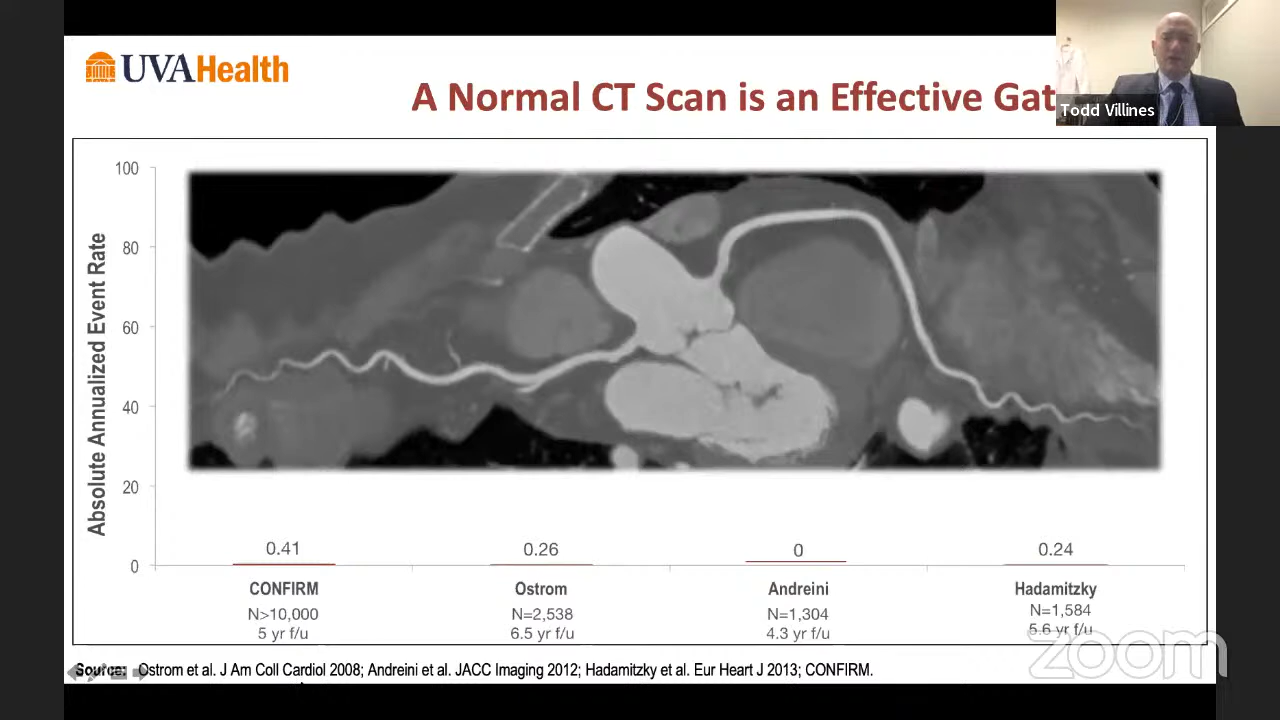 UVAHealth
A Normal CT Scan is an Effective Gat
Todd Villines
Absolute Annualized Event Rate
100
80
60
40
20
0
0.41
0.26
0
0.24
CONFIRM
N>10,000
5 yr f/u
Ostrom
N=2,538
6.5 yr f/u
Andreini
N=1,304
4.3 yr f/u
Hadamitzky
N=1,584
5.6 yr f/u
zoom
Source: Ostrom et al. J Am Coll Cardiol 2008; Andreini et al. JACC Imaging 2012; Hadamitzky et al. Eur Heart J 2013; CONFIRM.